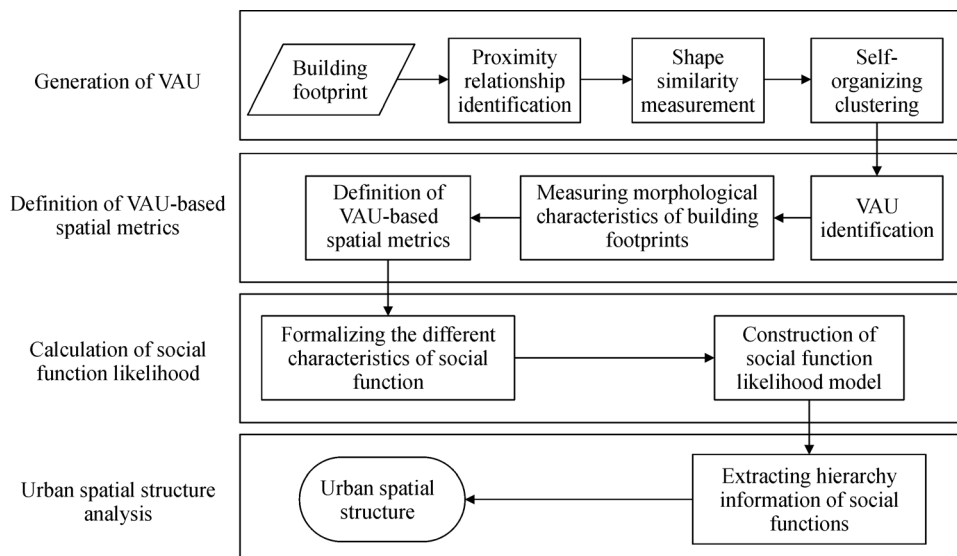 Generation of VAU
Building
footprint
Proximity
relationship
identification
Shape
similarity
measurement
Self-
organizing
clustering
Definition of VAU-based
spatial metrics
Definition of
VAU-based
spatial metrics
Measuring morphological
characteristics of building
footprints
VAU
identification
Calculation of social
function likelihood
Formalizing the different
characteristics of social
function
Construction of
social function
likelihood model
Urban spatial structure
analysis
Urban spatial
structure
Extracting hierarchy
information of social
functions